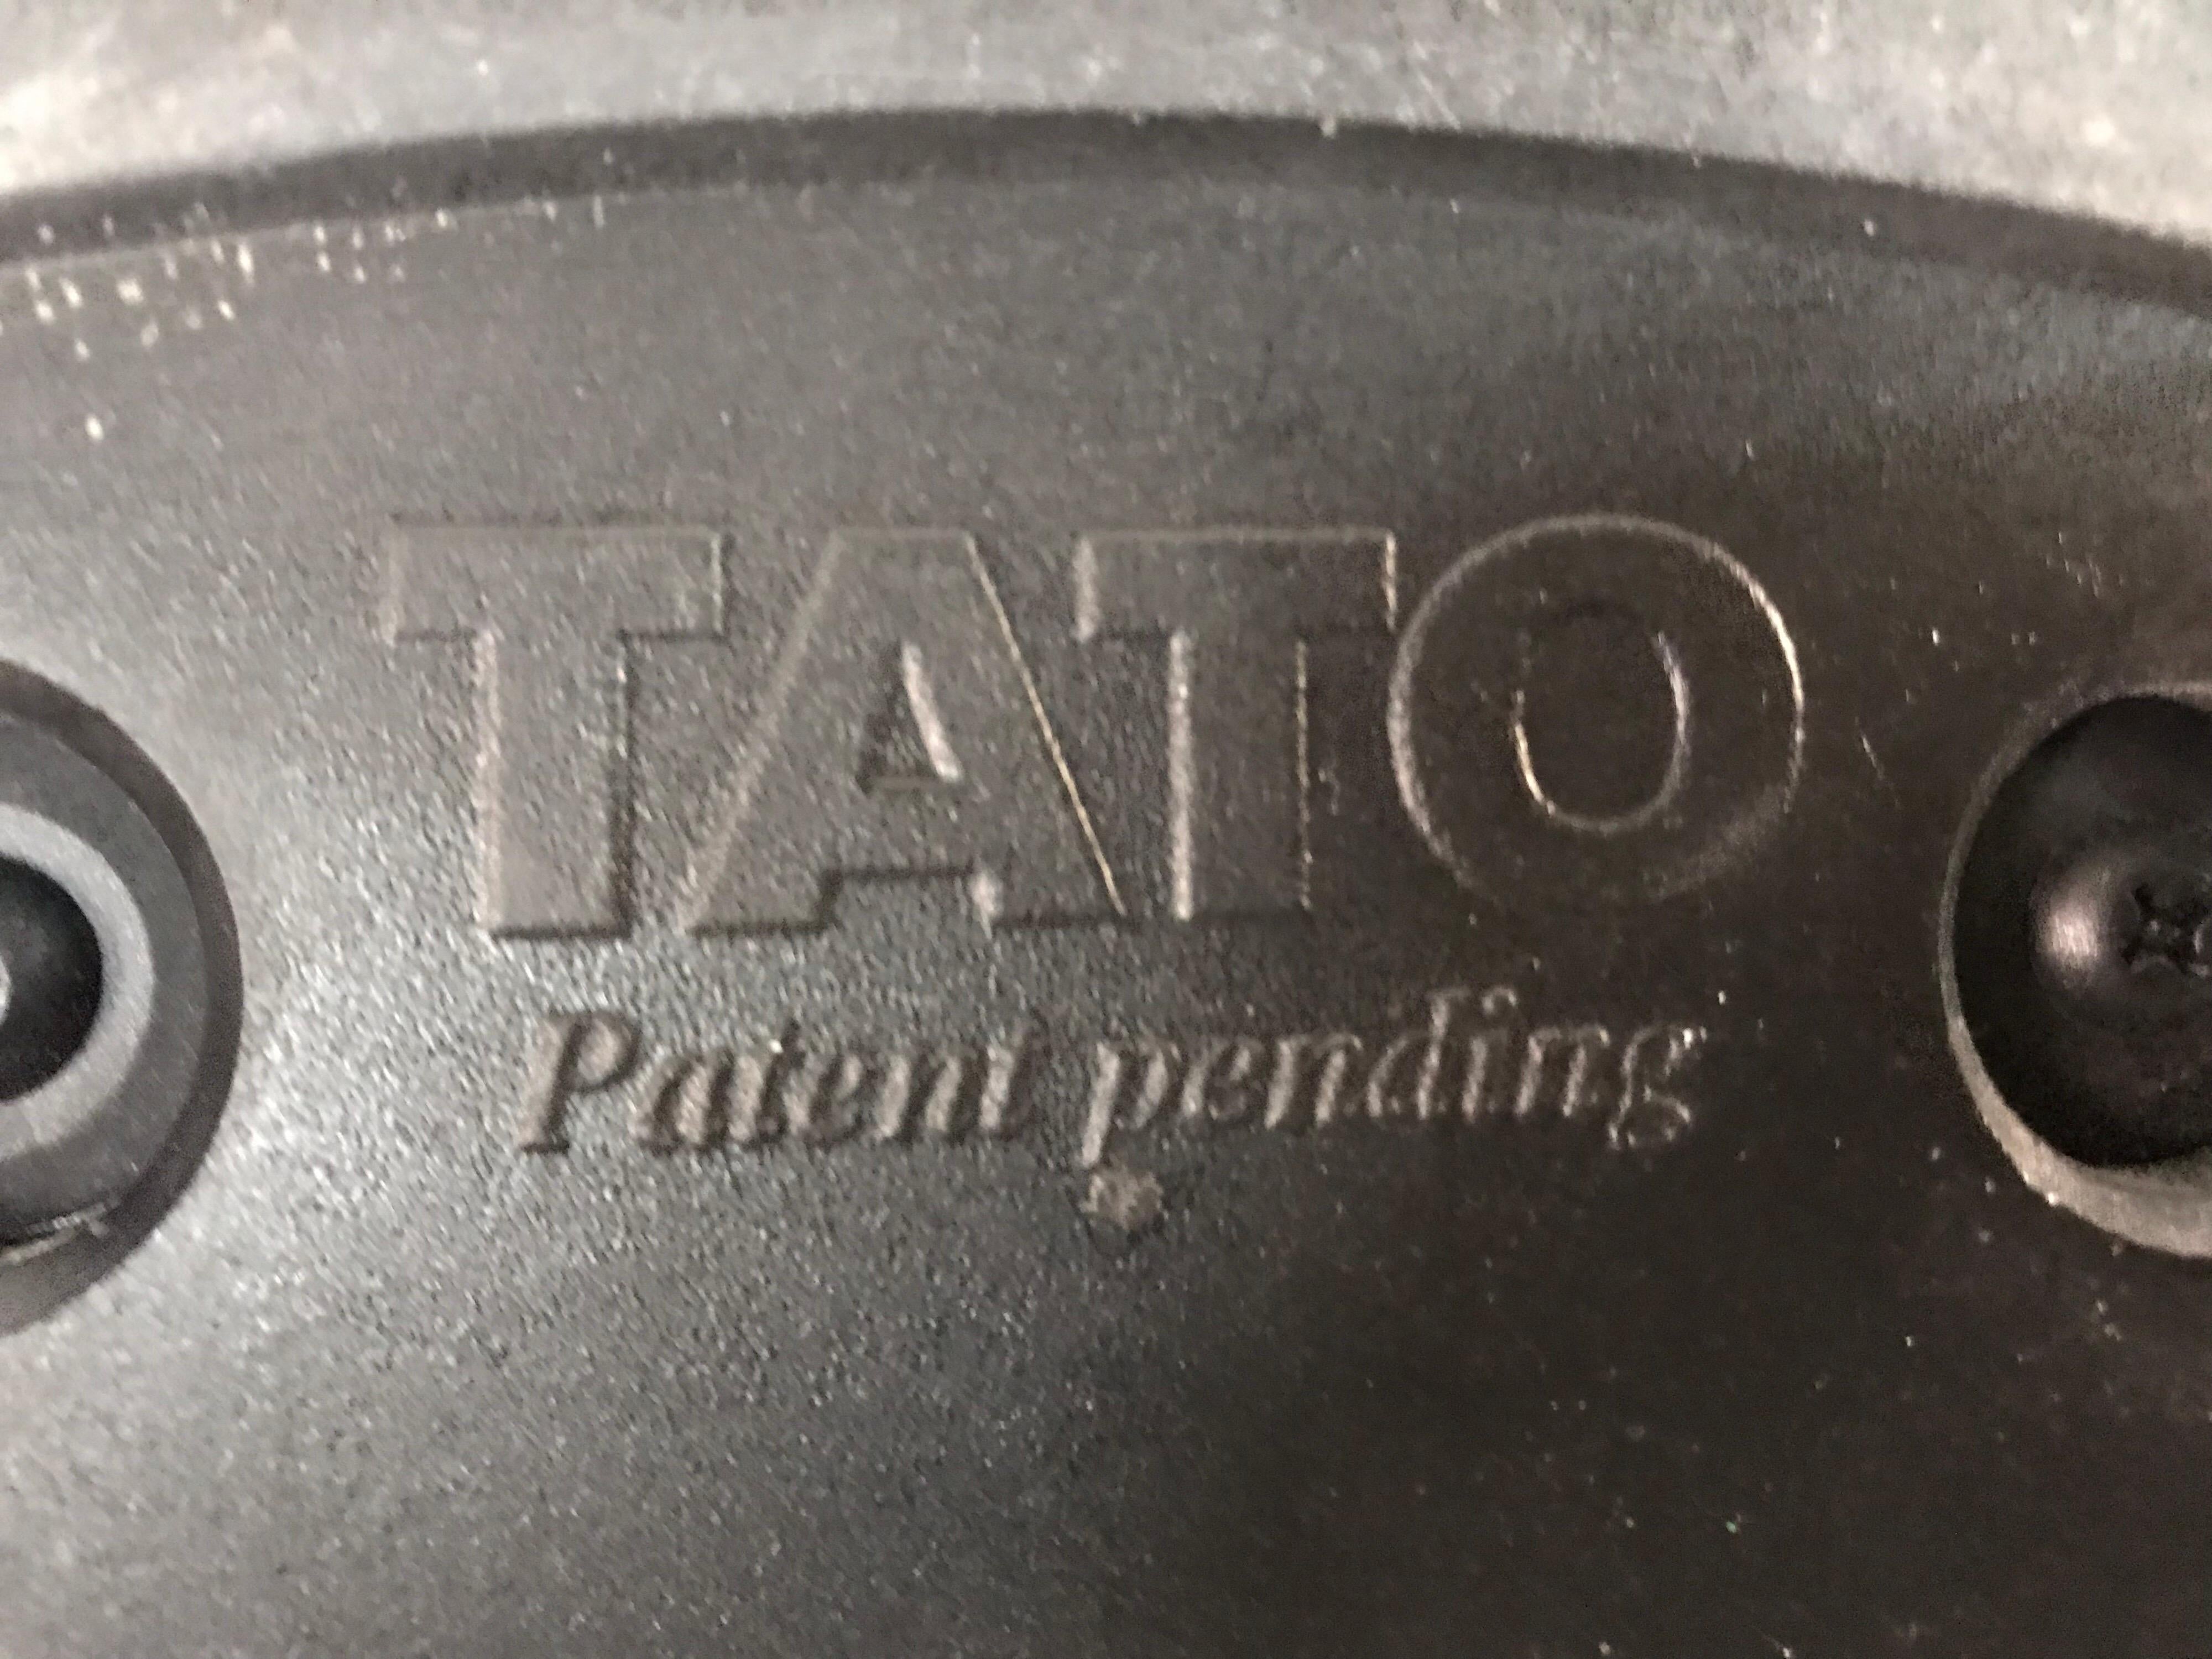 TATO
Patent pending